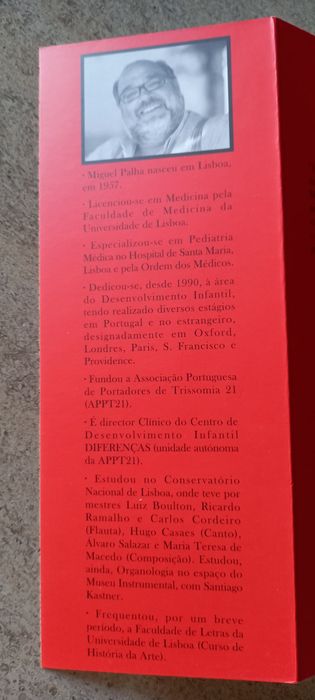 · Miguel Palha nasceu em Lisboa,
em 1957.
· Licenciou-se em Medicina pela
Faculdade de Medicina da
Universidade de Lisboa.
· Especializou-se em Pediatria
Médica no Hospital de Santa Maria,
Lisboa e pela Ordem dos Médicos.
· Dedicou-se, desde 1990, à área
do Desenvolvimento Infantil,
tendo realizado diversos estágios
em Portugal e no estrangeiro,
designadamente em Oxford,
Londres, Paris, S. Francisco e
Providence.
· Fundou a Associação Portuguesa
de Portadores de Trissomia 21
(APPT21).
· É director Clínico do Centro de
Desenvolvimento Infantil
DIFERENÇAS (unidade autónoma
da APPT21).
· Estudou no Conservatório
Nacional de Lisboa, onde teve por
mestres Luíz Boulton, Ricardo
Ramalho e Carlos Cordeiro
(Flauta), Hugo Casaes (Canto),
Álvaro Salazar e Maria Teresa de
Macedo (Composição). Estudou,
ainda, Organologia no espaço do
Museu Instrumental, com Santiago
Kastner.
· Frequentou, por um breve
período, a Faculdade de Letras da
Universidade de Lisboa (Curso de
História da Arte).